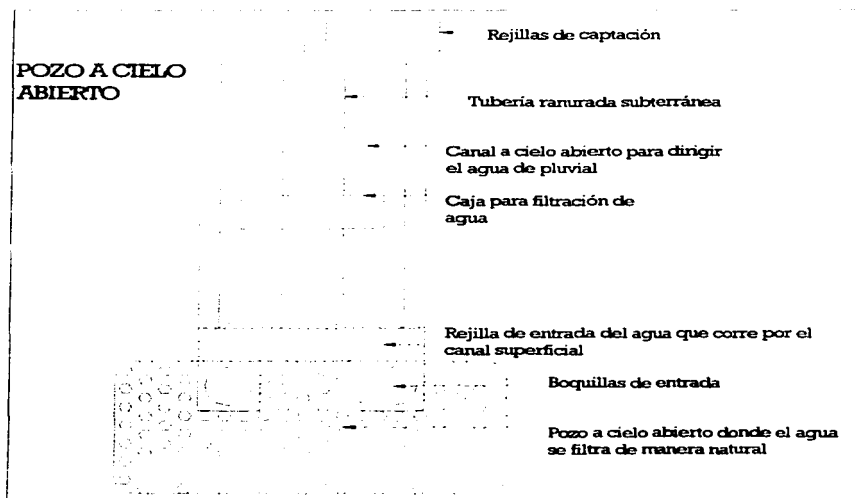 Rejillas de captación
POZO A CIELO
ABIERTO
Tubería ranurada subterránea
Canal a cielo abierto para dirigir
el agua de pluvial
Caja para filtración de
agua
Rejilla de entrada del agua que corre por el
canal superficial
Boquillas de entrada
Pozo a cielo abierto donde el agua
se filtra de manera natural